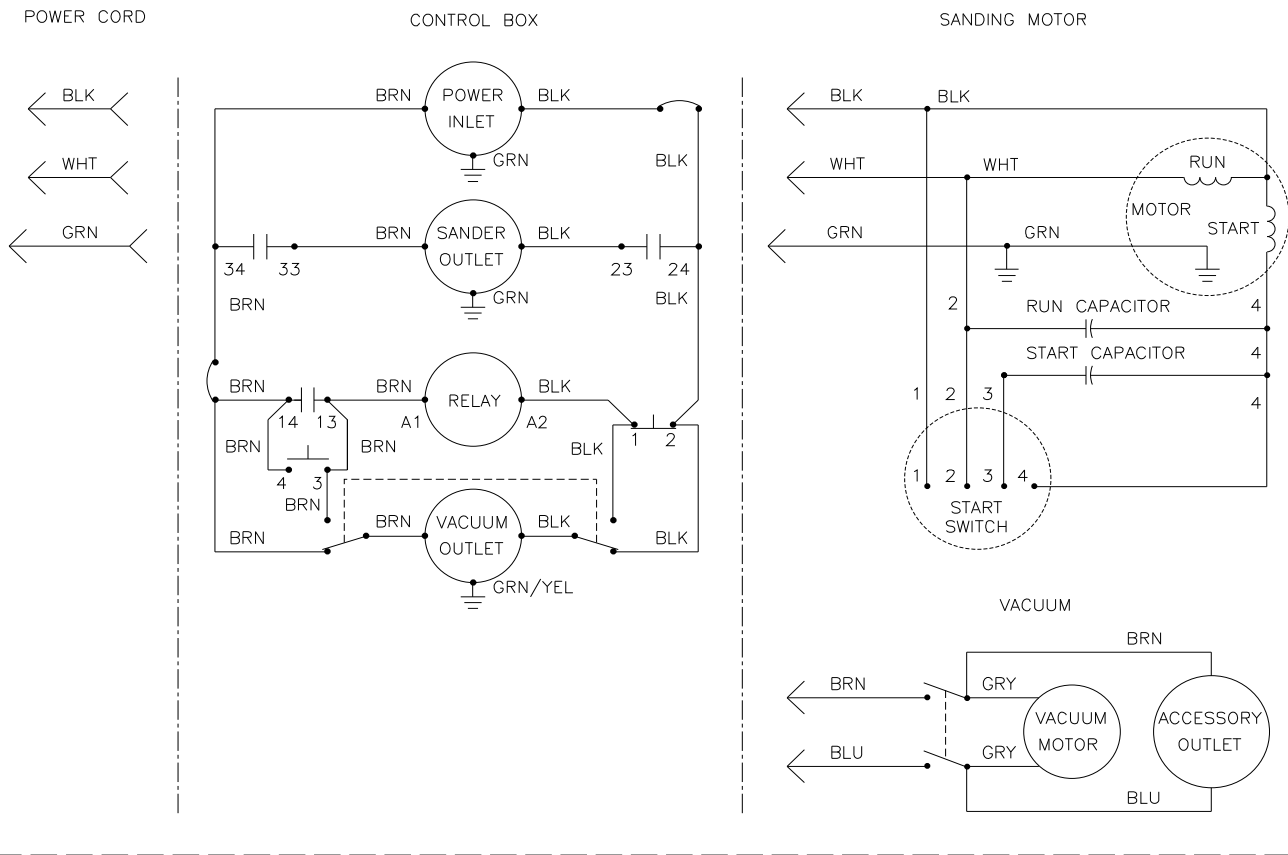 POWER CORD
BLK
WHT
GRN
CONTROL BOX
BRN
POWER
INLET
BLK
GRN
BLK
BRN
SANDER
OUTLET
BLK
34
33
23
24
GRN
BRN
BLK
BRN
BRN
RELAY
BLK
14
13
A1
A2
1
2
BRN
BRN
BLK
4
3
BRN
BRN
BRN
VACUUM
OUTLET
BLK
BLK
GRN/YEL
SANDING MOTOR
BLK
BLK
WHT
WHT
RUN
MOTOR
START
GRN
GRN
2
RUN CAPACITOR
4
START CAPACITOR
4
1
2
3
4
1
2
3
4
START
SWITCH
VACUUM
BRN
BRN
GRY
VACUUM
MOTOR
ACCESSORY
OUTLET
BLU
GRY
BLU